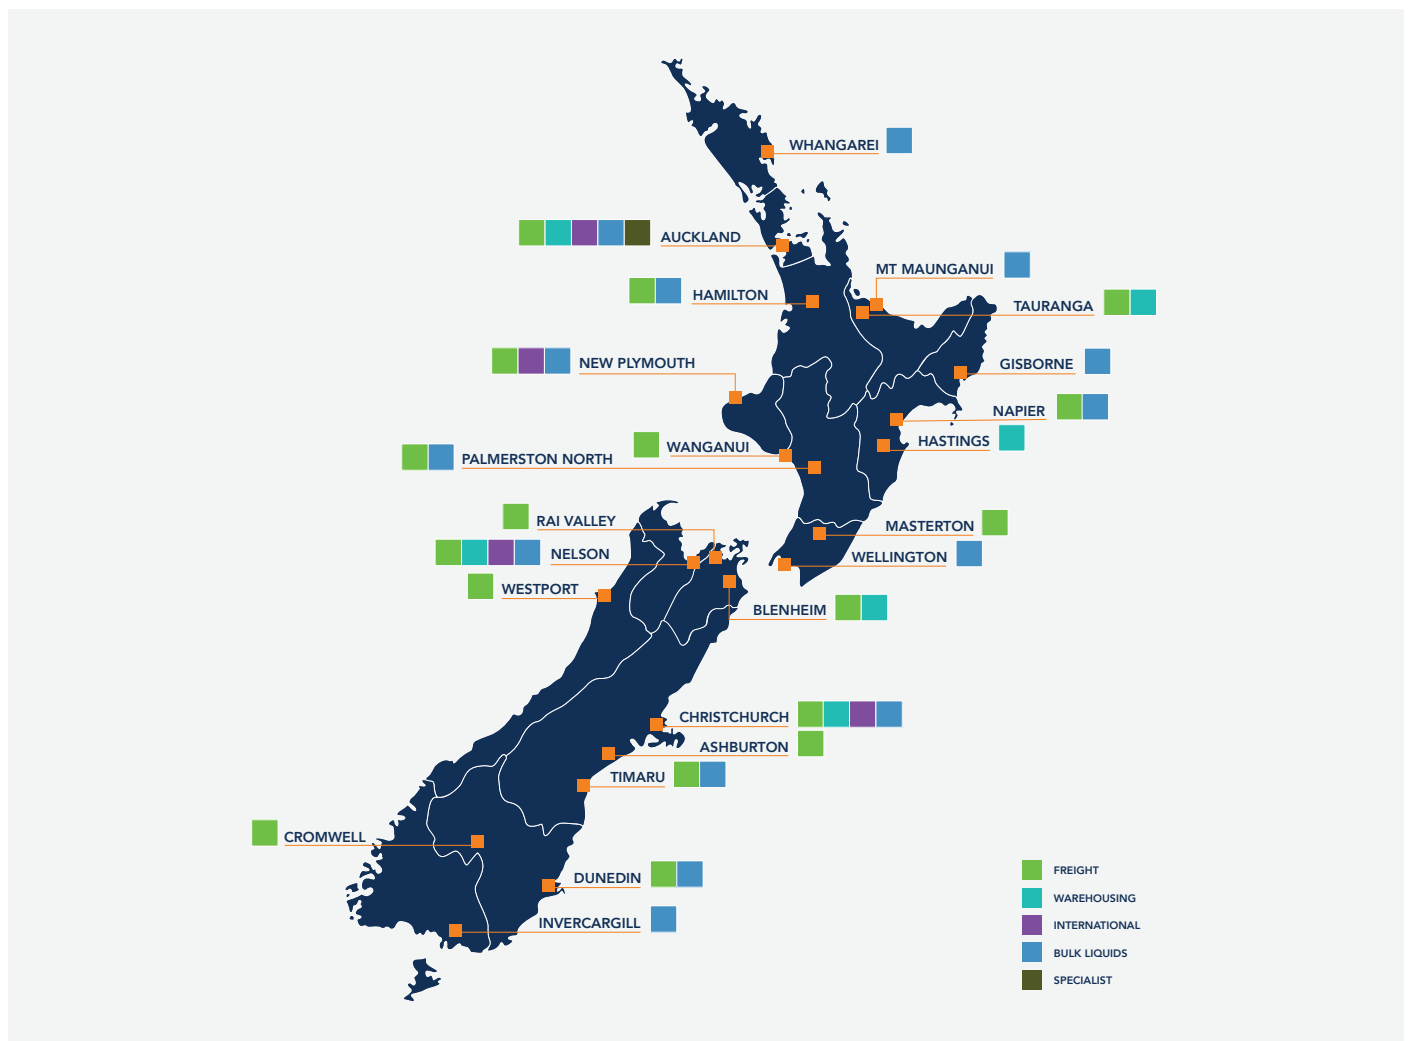 WHANGAREI
AUCKLAND
MT MAUNGANUI
HAMILTON
TAURANGA
NEW PLYMOUTH
GISBORNE
NAPIER
HASTINGS
WANGANUI
PALMERSTON NORTH
RAI VALLEY
MASTERTON
NELSON
WELLINGTON
WESTPORT
BLENHEIM
CHRISTCHURCH
ASHBURTON
TIMARU
CROMWELL
DUNEDIN
INVERCARGILL
FREIGHT
WAREHOUSING
INTERNATIONAL
BULK LIQUIDS
SPECIALIST